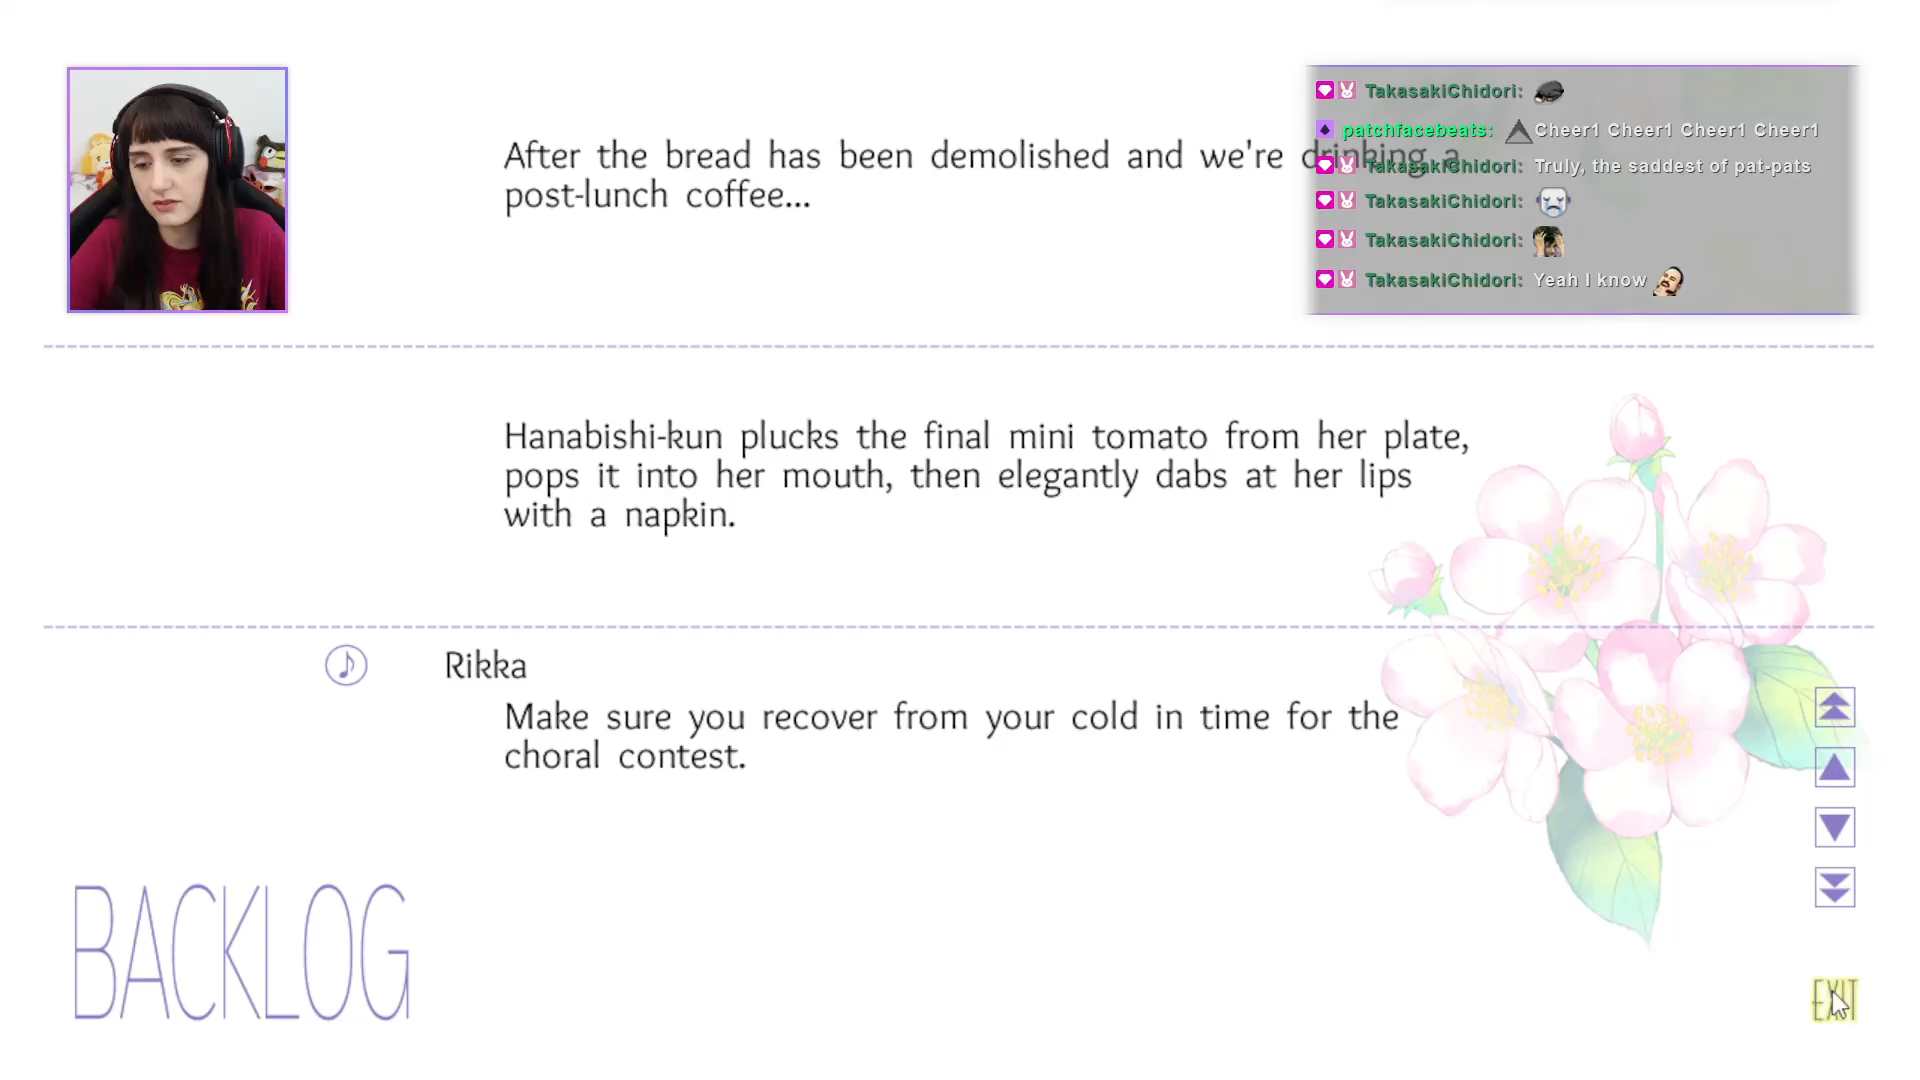 TakasakiChidori:
patchfacebeats: Cheer1 Cheer1 Cheer1 Cheer1
TakasakiChidori: Truly, the saddest of pat-pats
TakasakiChidori:
TakasakiChidori:
TakasakiChidori: Yeah I know
After the bread has been demolished and we're drinking a
post-lunch coffee...
Hanabishi-kun plucks the final mini tomato from her plate,
pops it into her mouth, then elegantly dabs at her lips
with a napkin.
Rikka
Make sure you recover from your cold in time for the
choral contest.
BACKLOG
EXIT